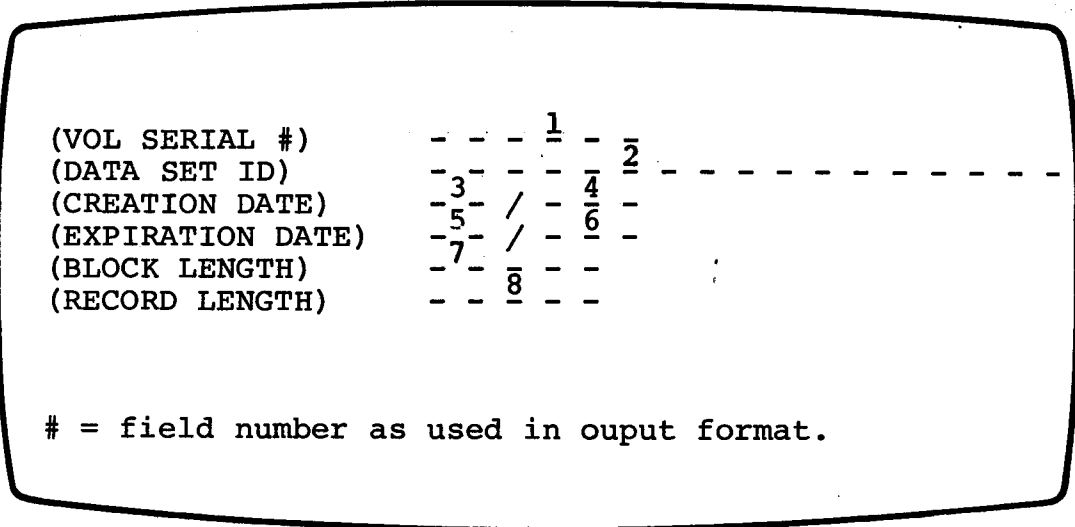 (VOL SERIAL #) - - - 1 - -
(DATA SET ID) - - - - - 2 - - - - - - - - - - -
(CREATION DATE) -3- / - 4 -
(EXPIRATION DATE) -5- / - 6 -
(BLOCK LENGTH) -7- - - -
(RECORD LENGTH) - - 8 - -
# = field number as used in ouput format.